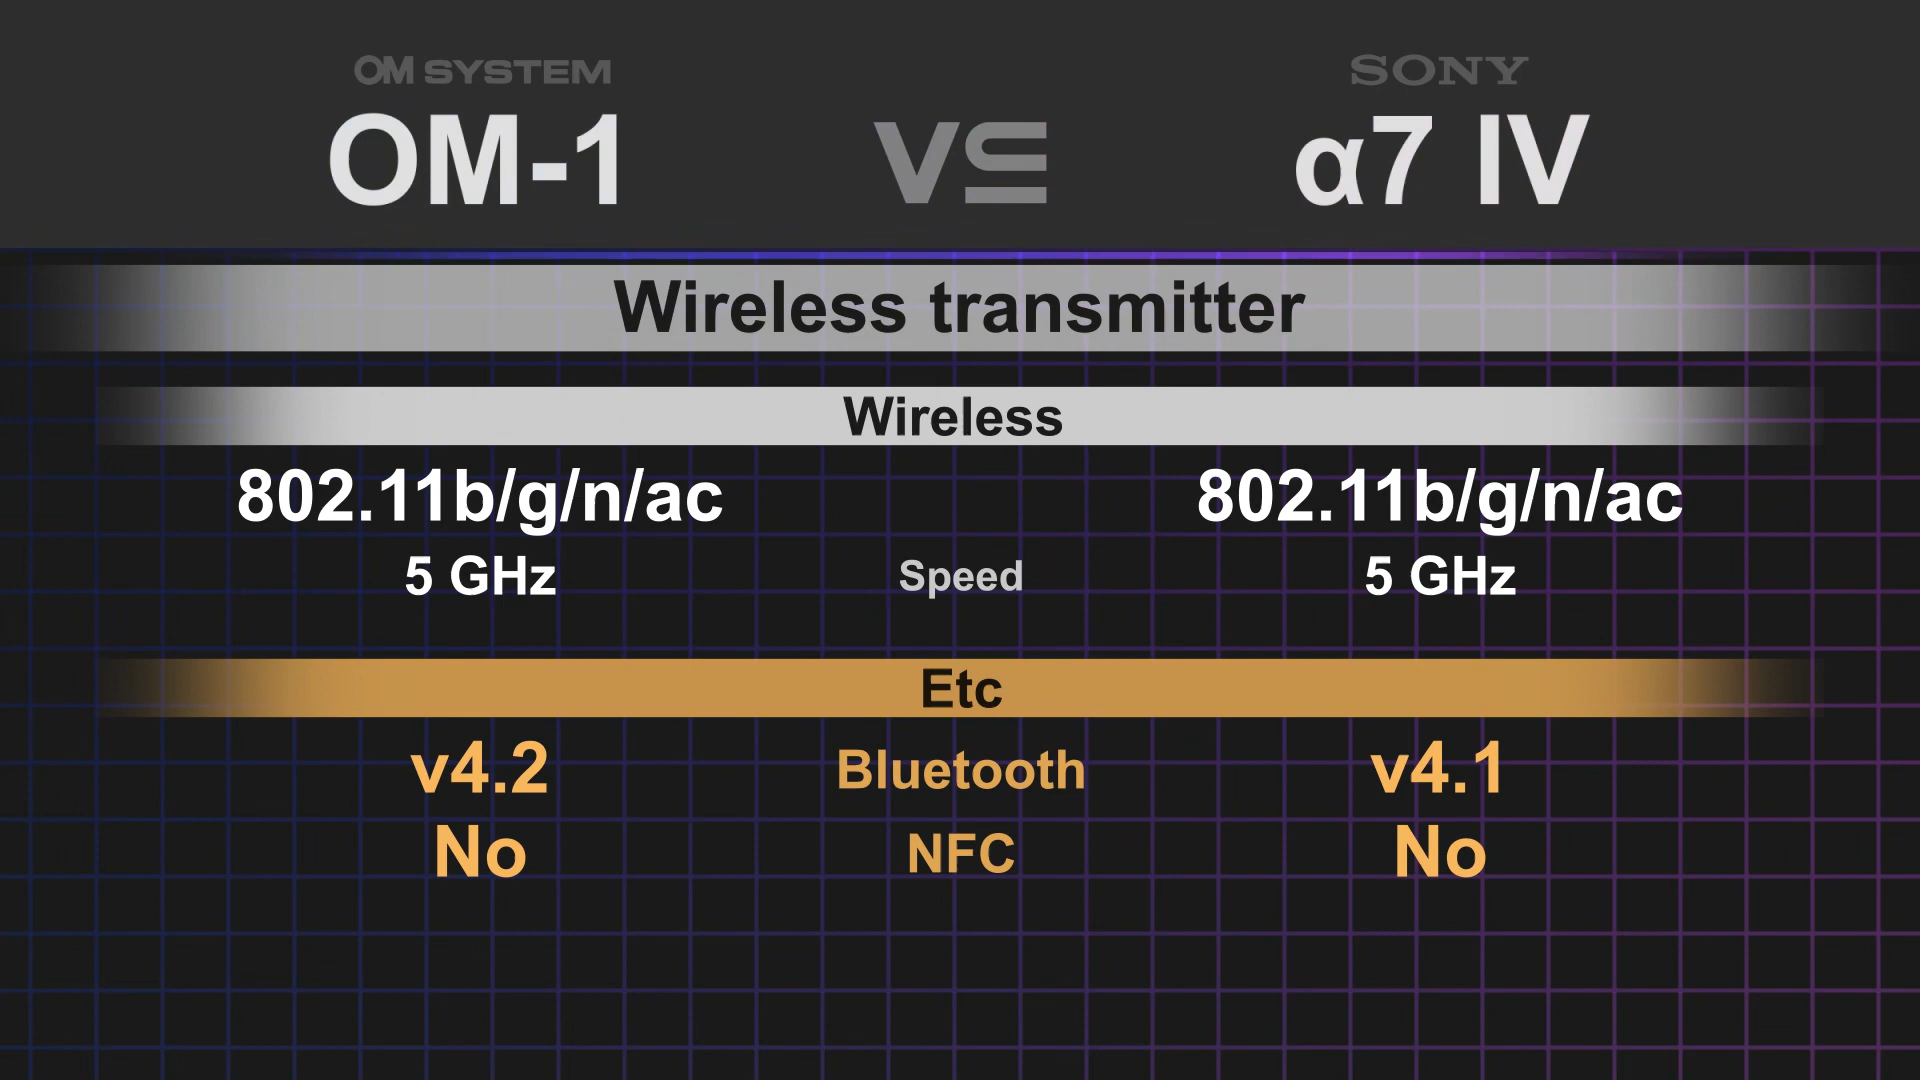 OM SYSTEM
SONY
OM-1
VS
α7 IV
Wireless transmitter
Wireless
802.11b/g/n/ac
802.11b/g/n/ac
5 GHz
Speed
5 GHz
Etc
v4.2
Bluetooth
v4.1
No
NFC
No